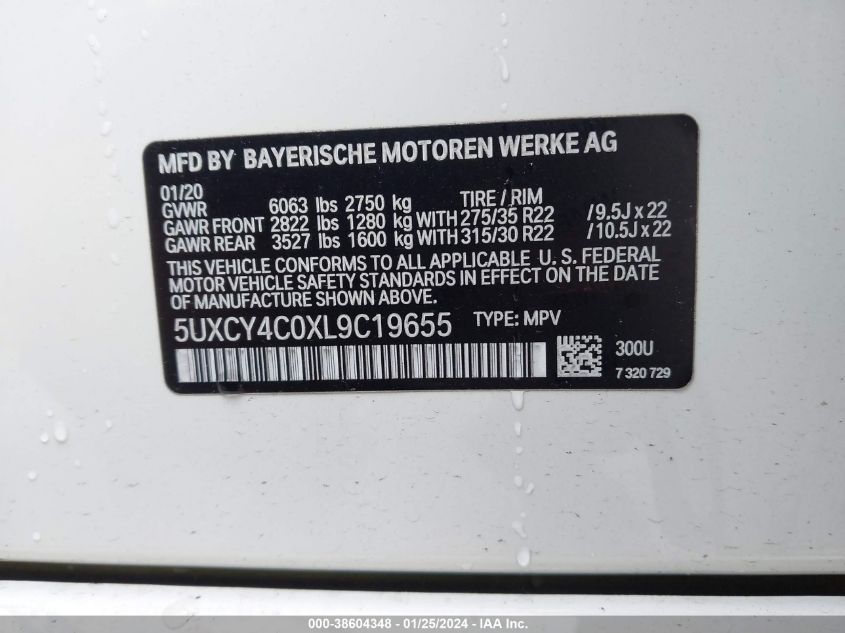 MFD BY BAYERISCHE MOTOREN WERKE AG
01/20 TIRE / RIM
GVWR 6063 lbs 2750 kg
GAWR FRONT 2822 lbs 1280 kg WITH 275/35 R22 / 9.5J x 22
GAWR REAR 3527 lbs 1600 kg WITH 315/30 R22 / 10.5J x 22
THIS VEHICLE CONFORMS TO ALL APPLICABLE U. S. FEDERAL
MOTOR VEHICLE SAFETY STANDARDS IN EFFECT ON THE DATE
OF MANUFACTURE SHOWN ABOVE.
5UXCY4C0XL9C19655 TYPE: MPV
300U
7 320 729
000-38604348 - 01/25/2024 - IAA Inc.